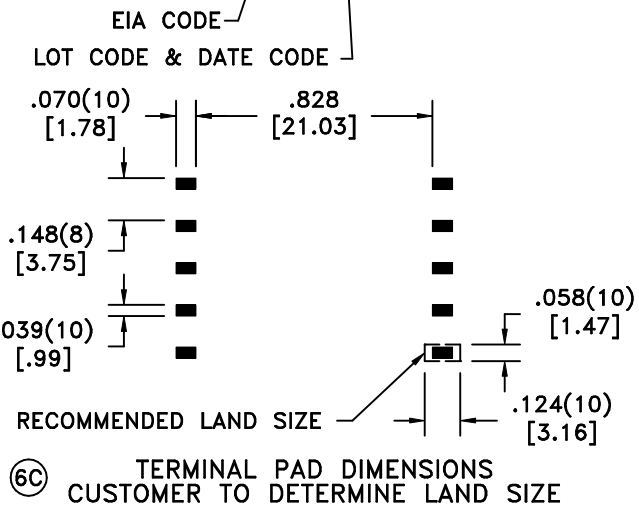 EIA CODE
LOT CODE & DATE CODE
.070(10)
[1.78]
.828
[21.03]
.148(8)
[3.75]
.058(10)
[1.47]
039(10)
[.99]
.124(10)
[3.16]
RECOMMENDED LAND SIZE
6C
TERMINAL PAD DIMENSIONS
CUSTOMER TO DETERMINE LAND SIZE